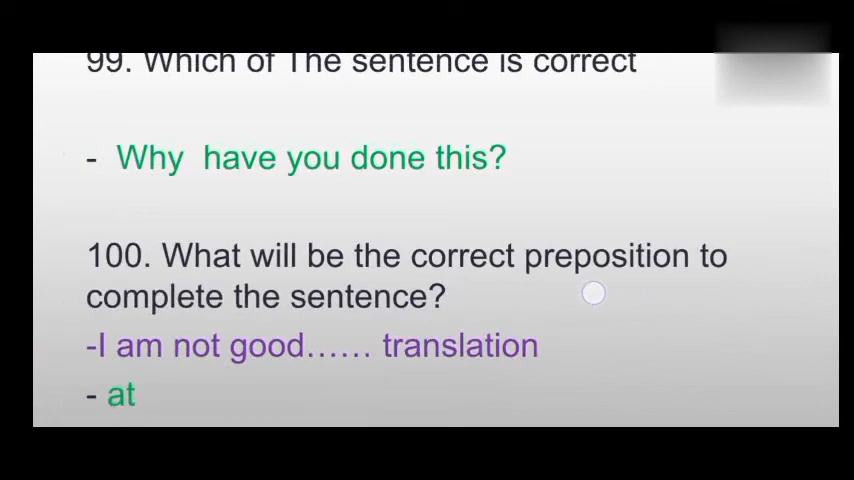 99. Which of The sentence is correct
- Why have you done this?
100. What will be the correct preposition to
complete the sentence?
-I am not good...... translation
- at